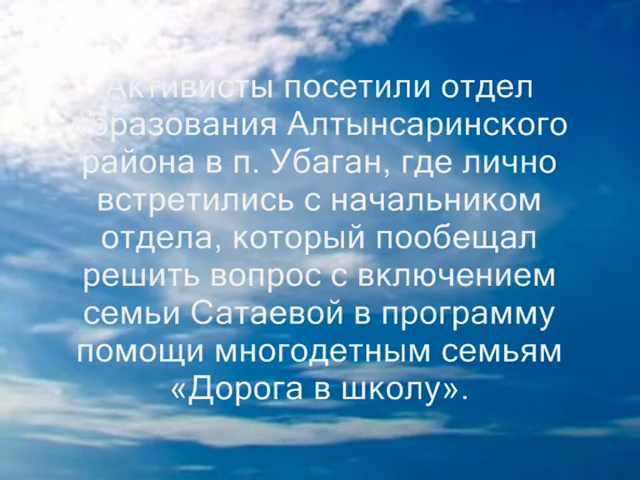 Активисты посетили отдел
образования Алтынсаринского
района в п. Убаган, где лично
встретились с начальником
отдела, который пообещал
решить вопрос с включением
семьи Сатаевой в программу
помощи многодетным семьям
«Дорога в школу».